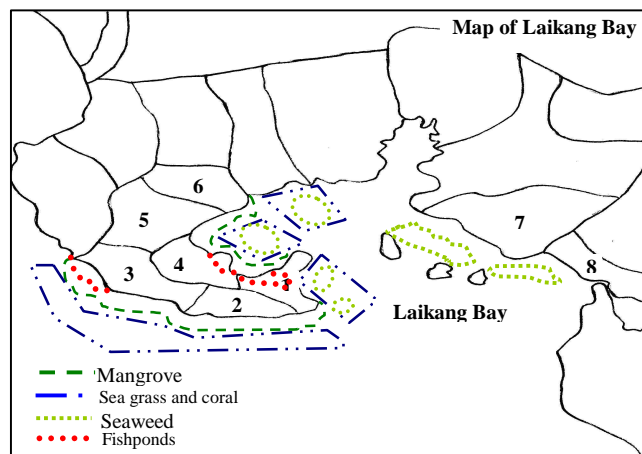 Map of Laikang Bay
6
5
7
3
4
8
1
2
Laikang Bay
Mangrove
Sea grass and coral
Seaweed
Fishponds